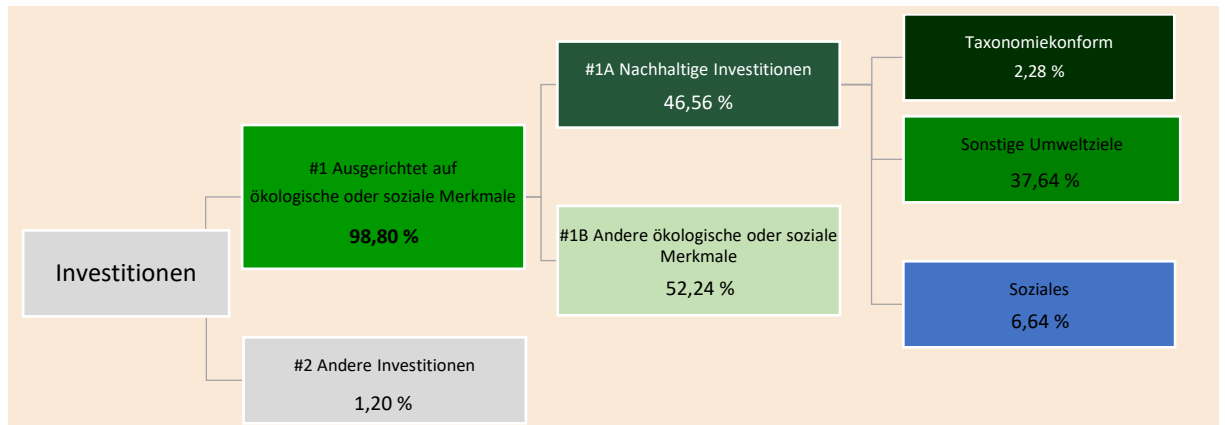 Investitionen
#1 Ausgerichtet auf
ökologische oder soziale Merkmale
98,80 %
#2 Andere Investitionen
1,20 %
#1A Nachhaltige Investitionen
46,56 %
#1B Andere ökologische oder soziale
Merkmale
52,24 %
Taxonomiekonform
2,28 %
Sonstige Umweltziele
37,64 %
Soziales
6,64 %